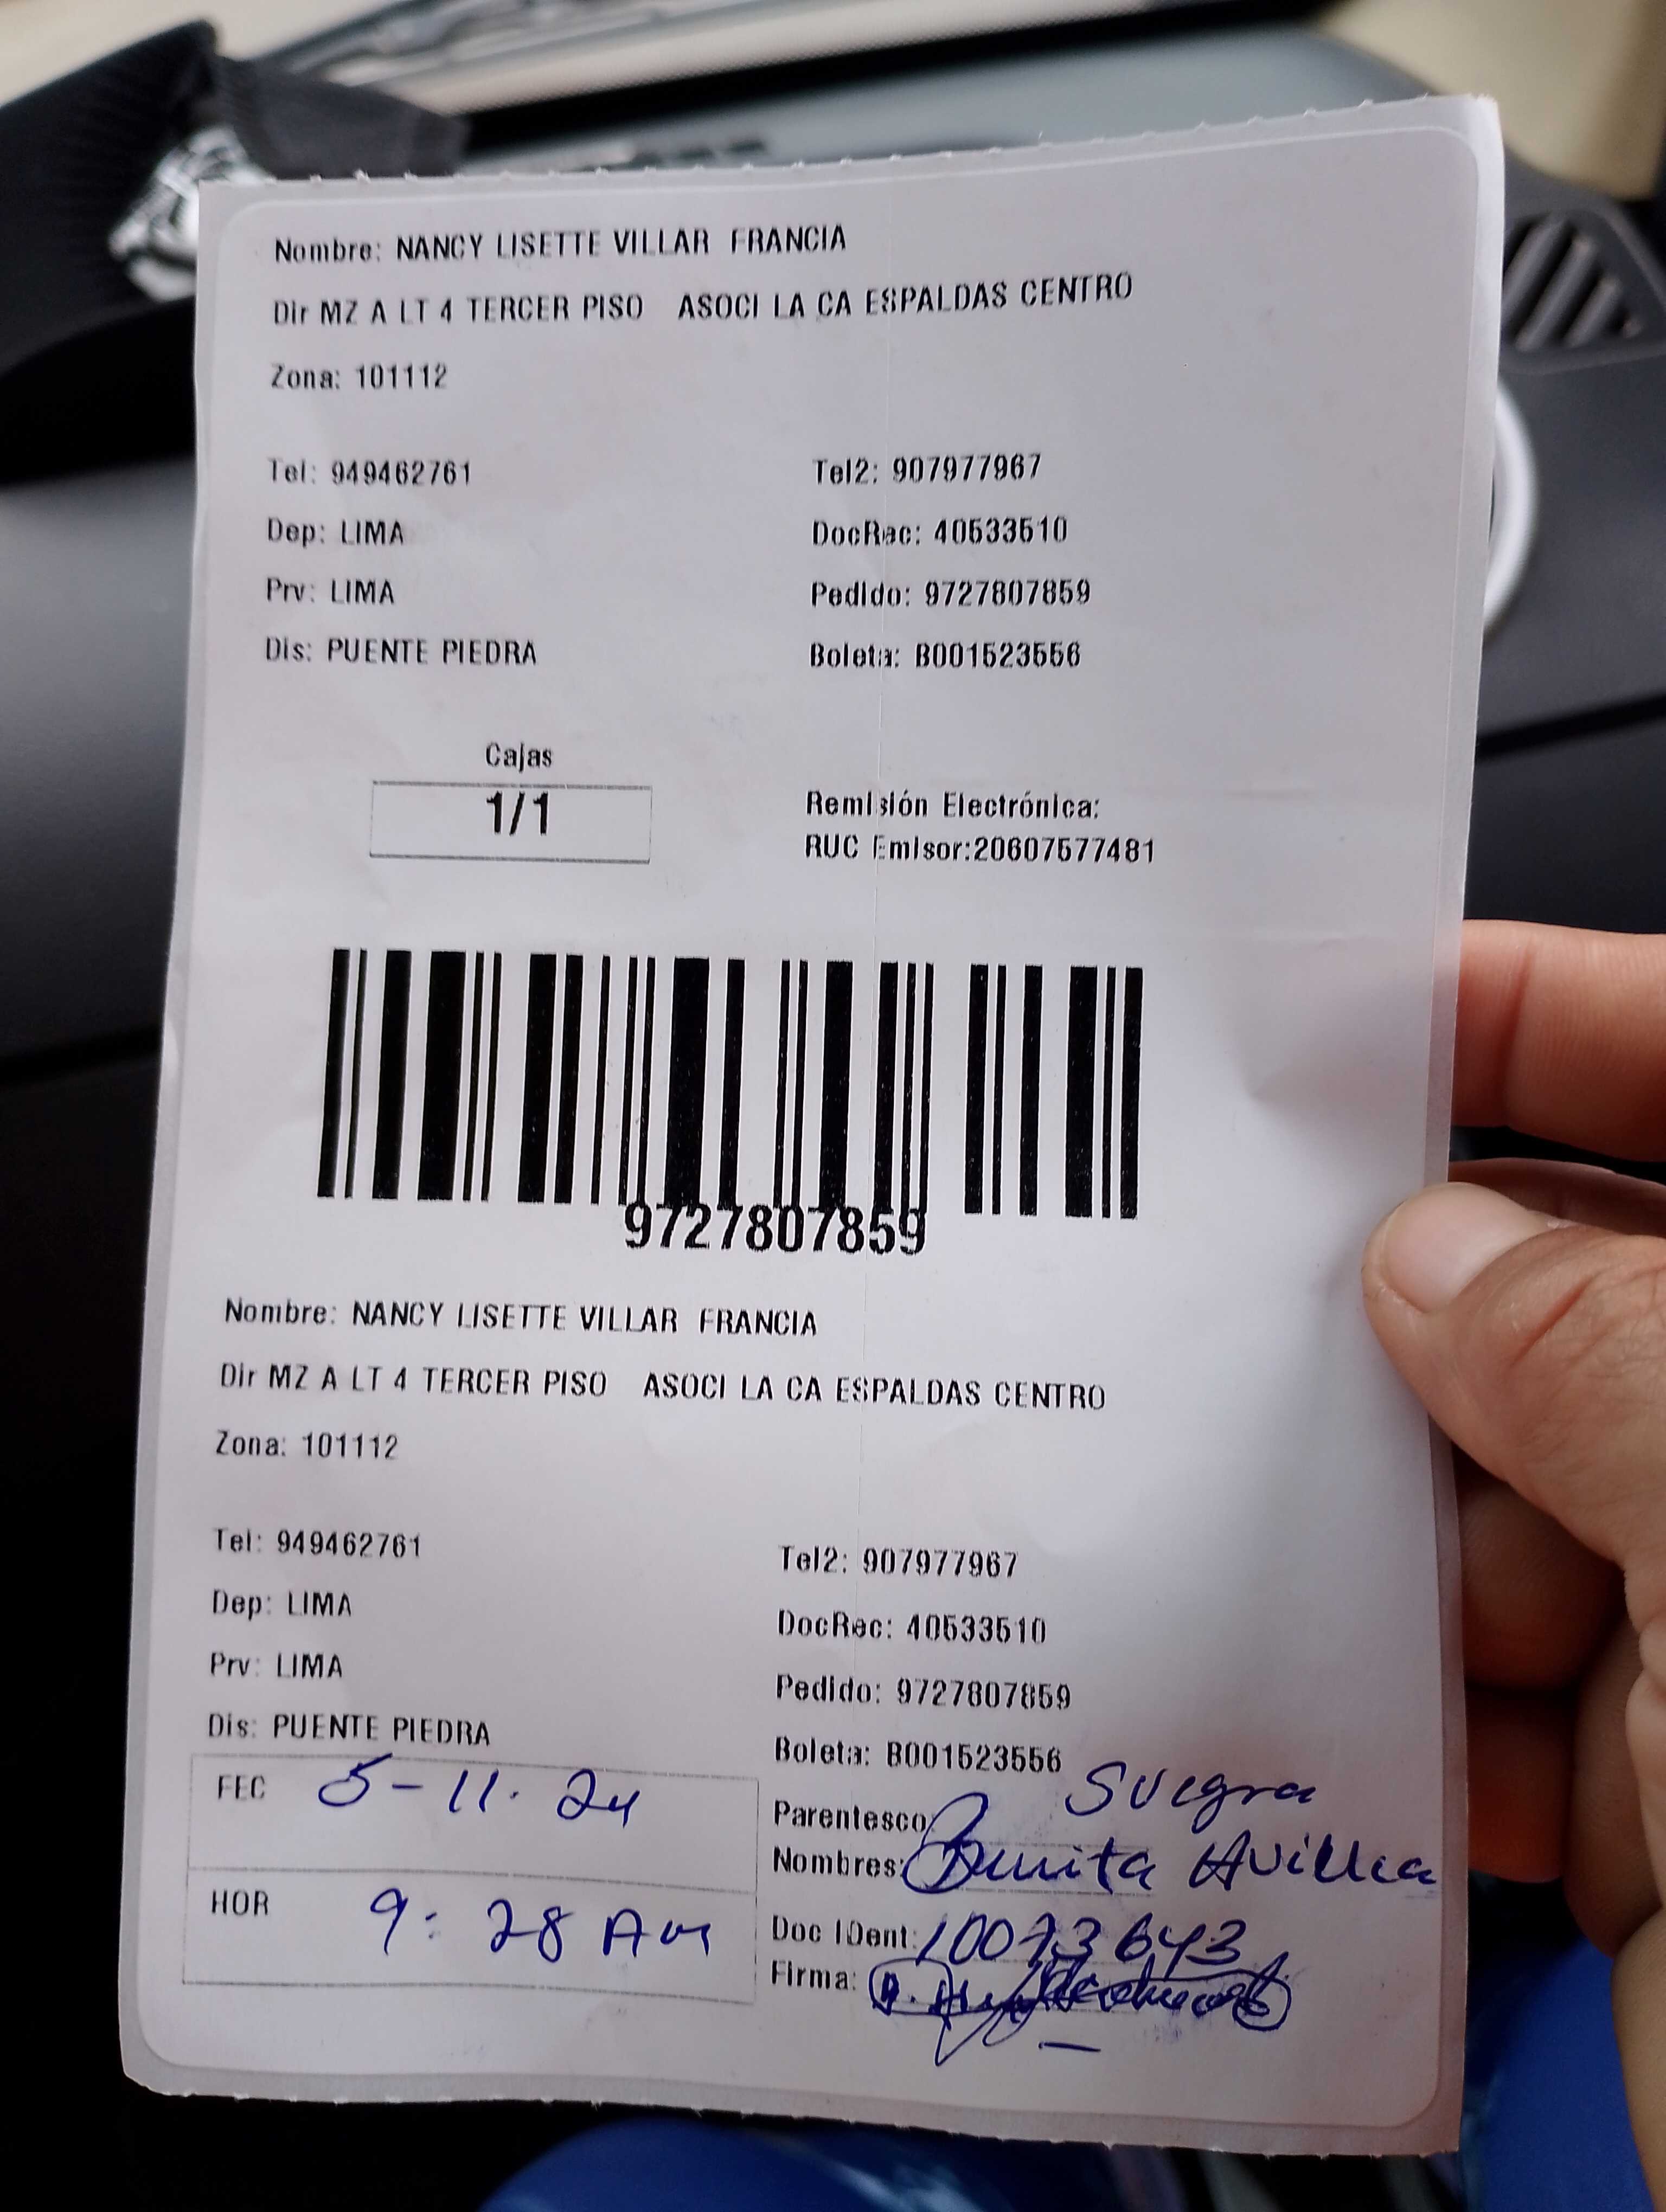 Nombre: NANCY LISETTE VILLAR FRANCIA
Dir MZ A LT 4 TERCER PISO ASOCI LA CA ESPALDAS CENTRO
Zona: 101112
Tel: 949462761 Tel2: 907977967
Dep: LIMA DocRec: 40533510
Prv: LIMA Pedido: 9727807859
Dis: PUENTE PIEDRA Boleta: B001523556
Cajas
1/1
Remisión Electrónica:
RUC Emisor:20607577481
9727807859
Nombre: NANCY LISETTE VILLAR FRANCIA
Dir MZ A LT 4 TERCER PISO ASOCI LA CA ESPALDAS CENTRO
Zona: 101112
Tel: 949462761 Tel2: 907977967
Dep: LIMA DocRec: 40533510
Prv: LIMA Pedido: 9727807859
Dis: PUENTE PIEDRA Boleta: B001523556
FEC 5-11.24
HOR 9:28 AM
Parentesco: Suegra
Nombres:
Doc IDent: 10073643
Firma: